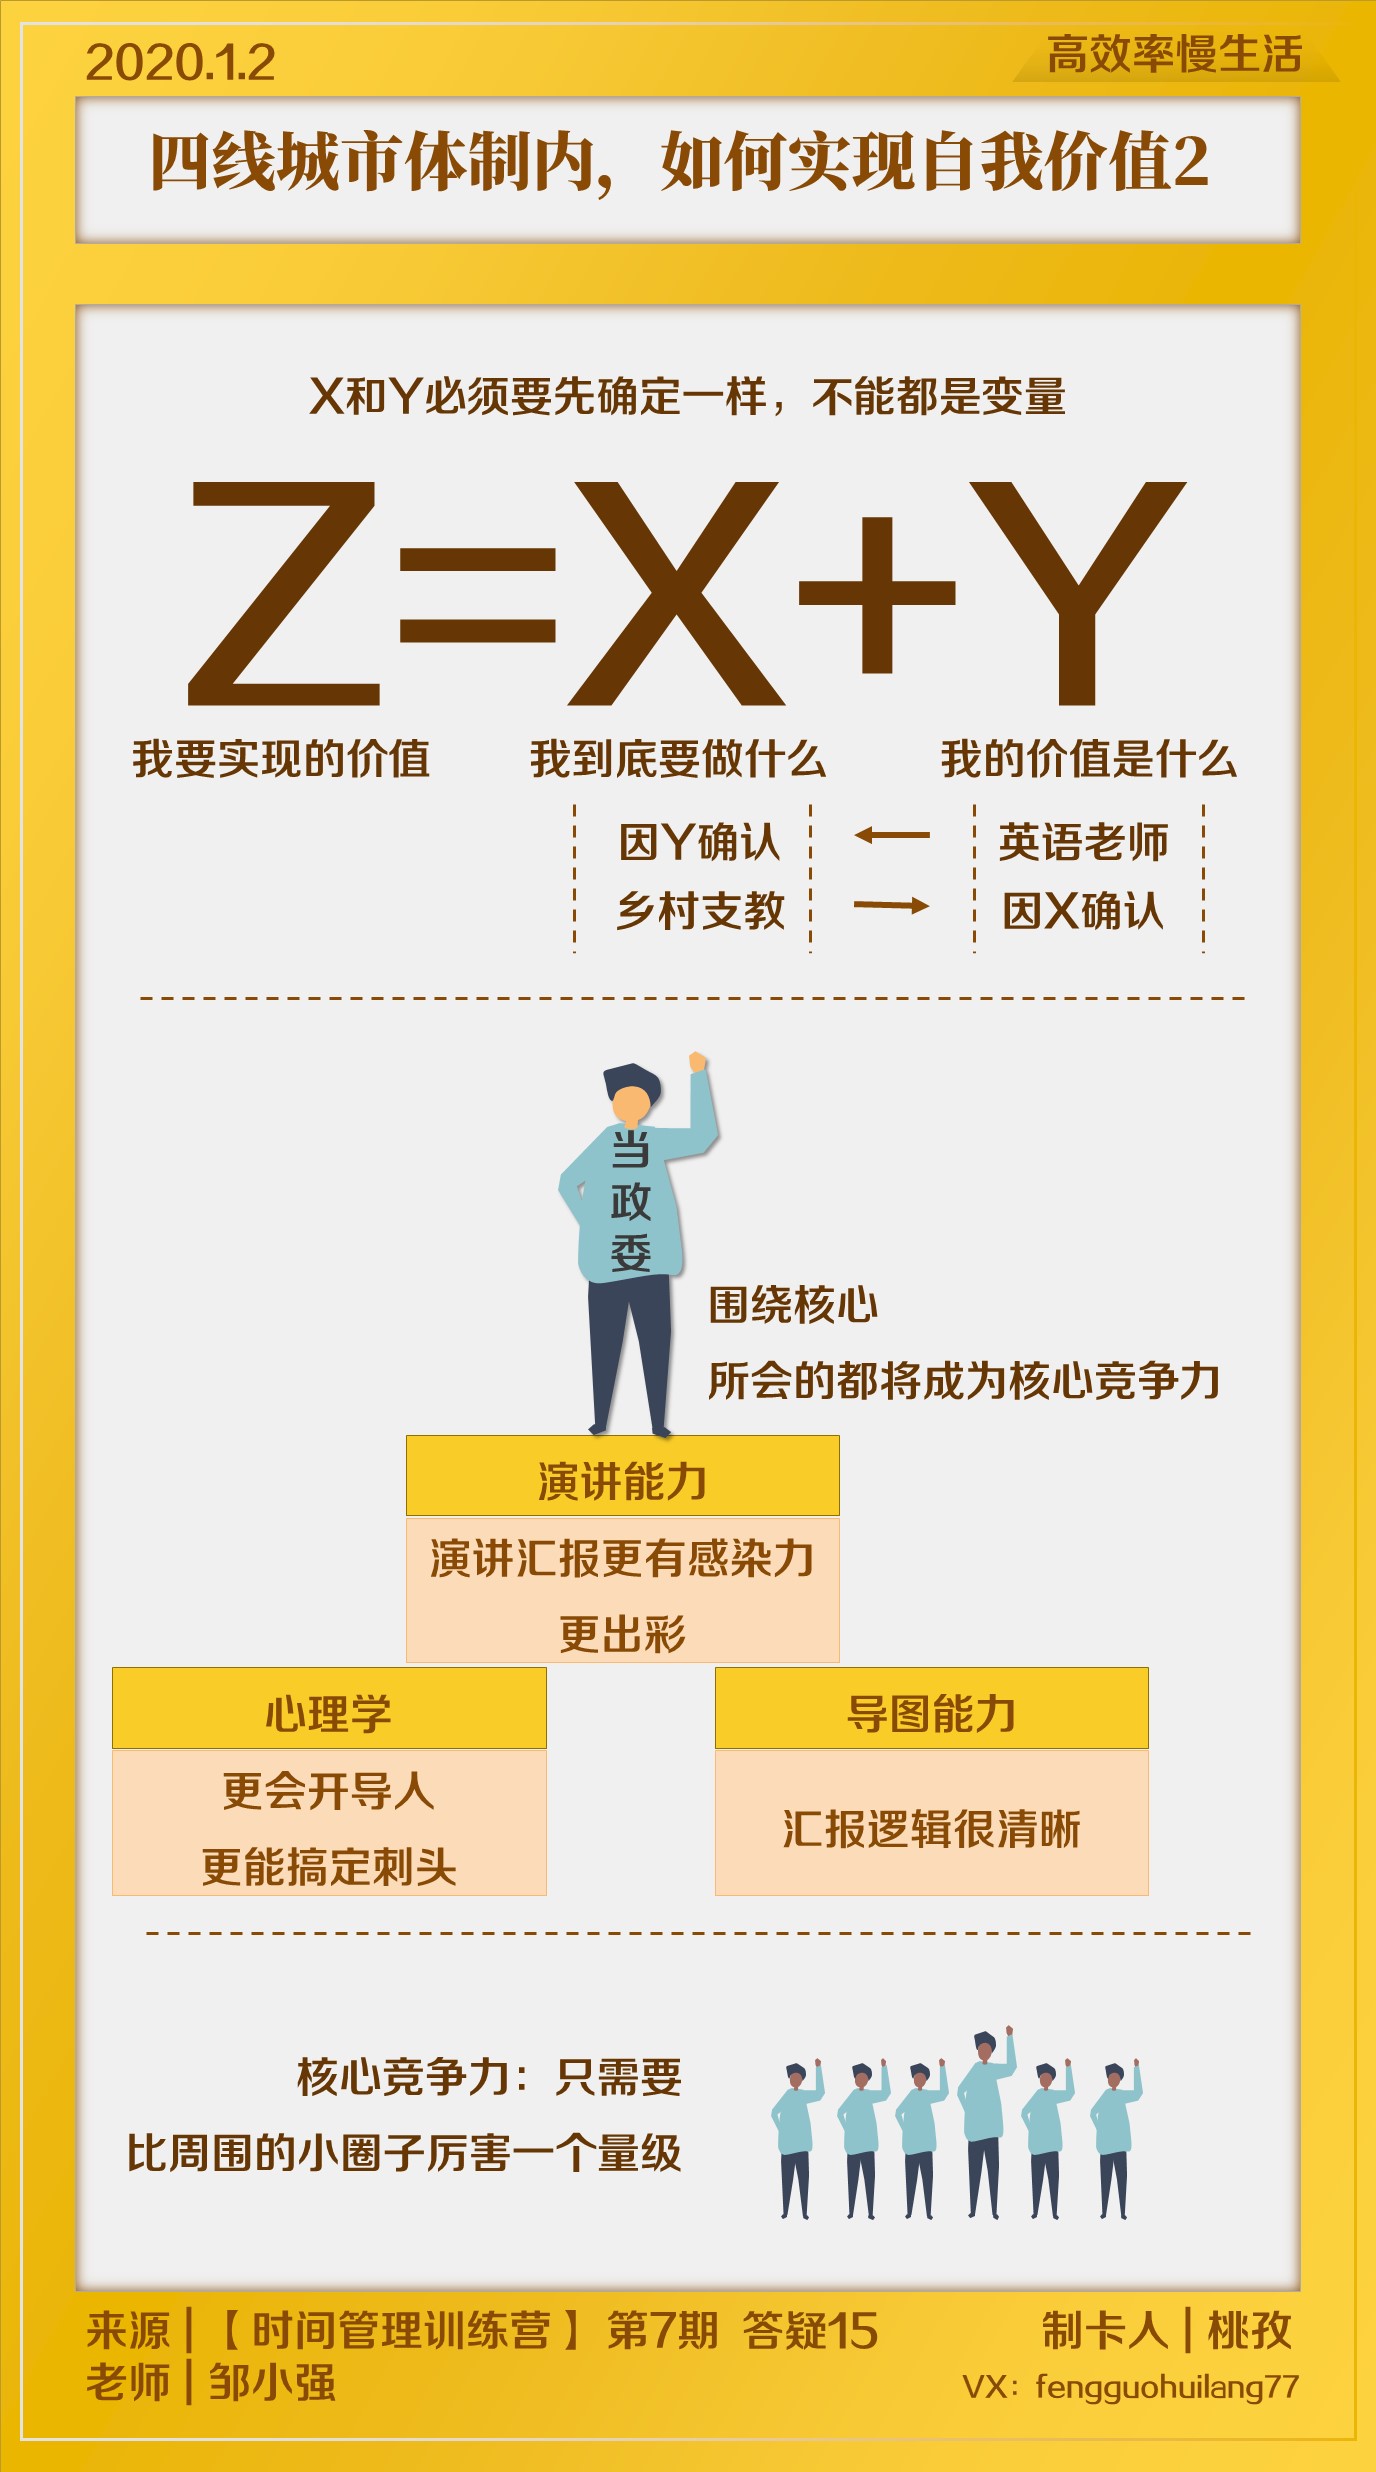 2020.1.2
高效率慢生活
四线城市体制内，如何实现自我价值2
X和Y必须要先确定一样，不能都是变量
Z=X+Y
我要实现的价值
我到底要做什么
我的价值是什么
因Y确认
英语老师
乡村支教
因X确认
当
政
委
围绕核心
所会的都将成为核心竞争力
演讲能力
演讲汇报更有感染力
更出彩
心理学
更会开导人
更能搞定刺头
导图能力
汇报逻辑很清晰
核心竞争力：只需要
比周围的小圈子厉害一个量级
来源 | 【 时间管理训练营 】 第7期 答疑15
老师 | 邹小强
制卡人 | 桃孜
VX：fengguohuilang77